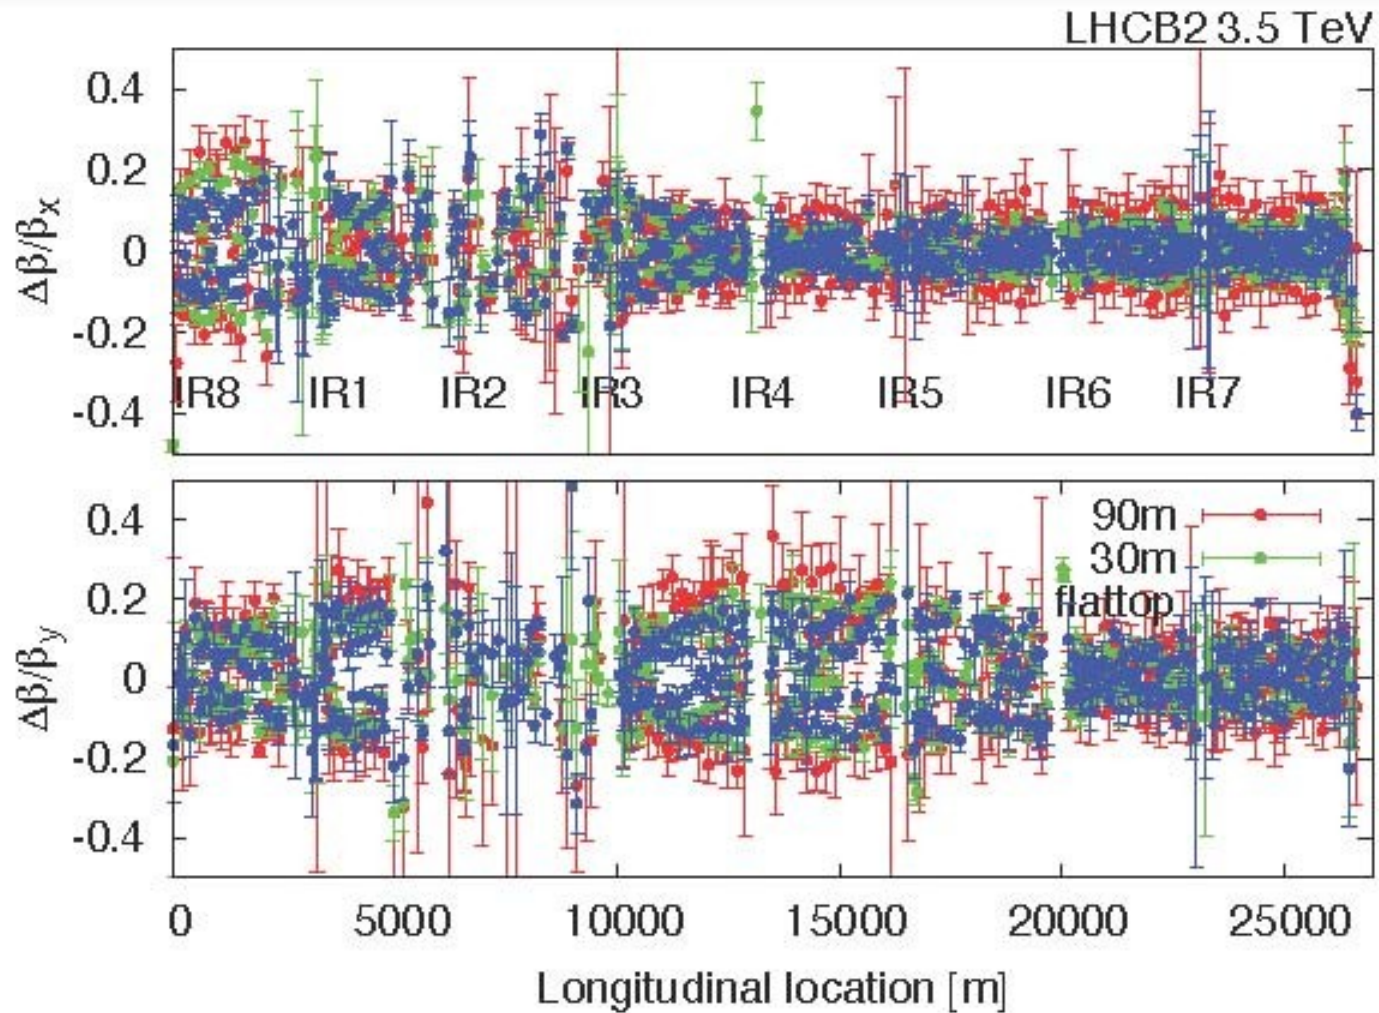 LHCB2 3.5 TeV
0.4
0.2
0
-0.2
-0.4
Δβ/βx
IR8 IR1 IR2 IR3 IR4 IR5 IR6 IR7
0.4
0.2
0
-0.2
-0.4
Δβ/βy
90m
30m
flattop
0 5000 10000 15000 20000 25000
Longitudinal location [m]